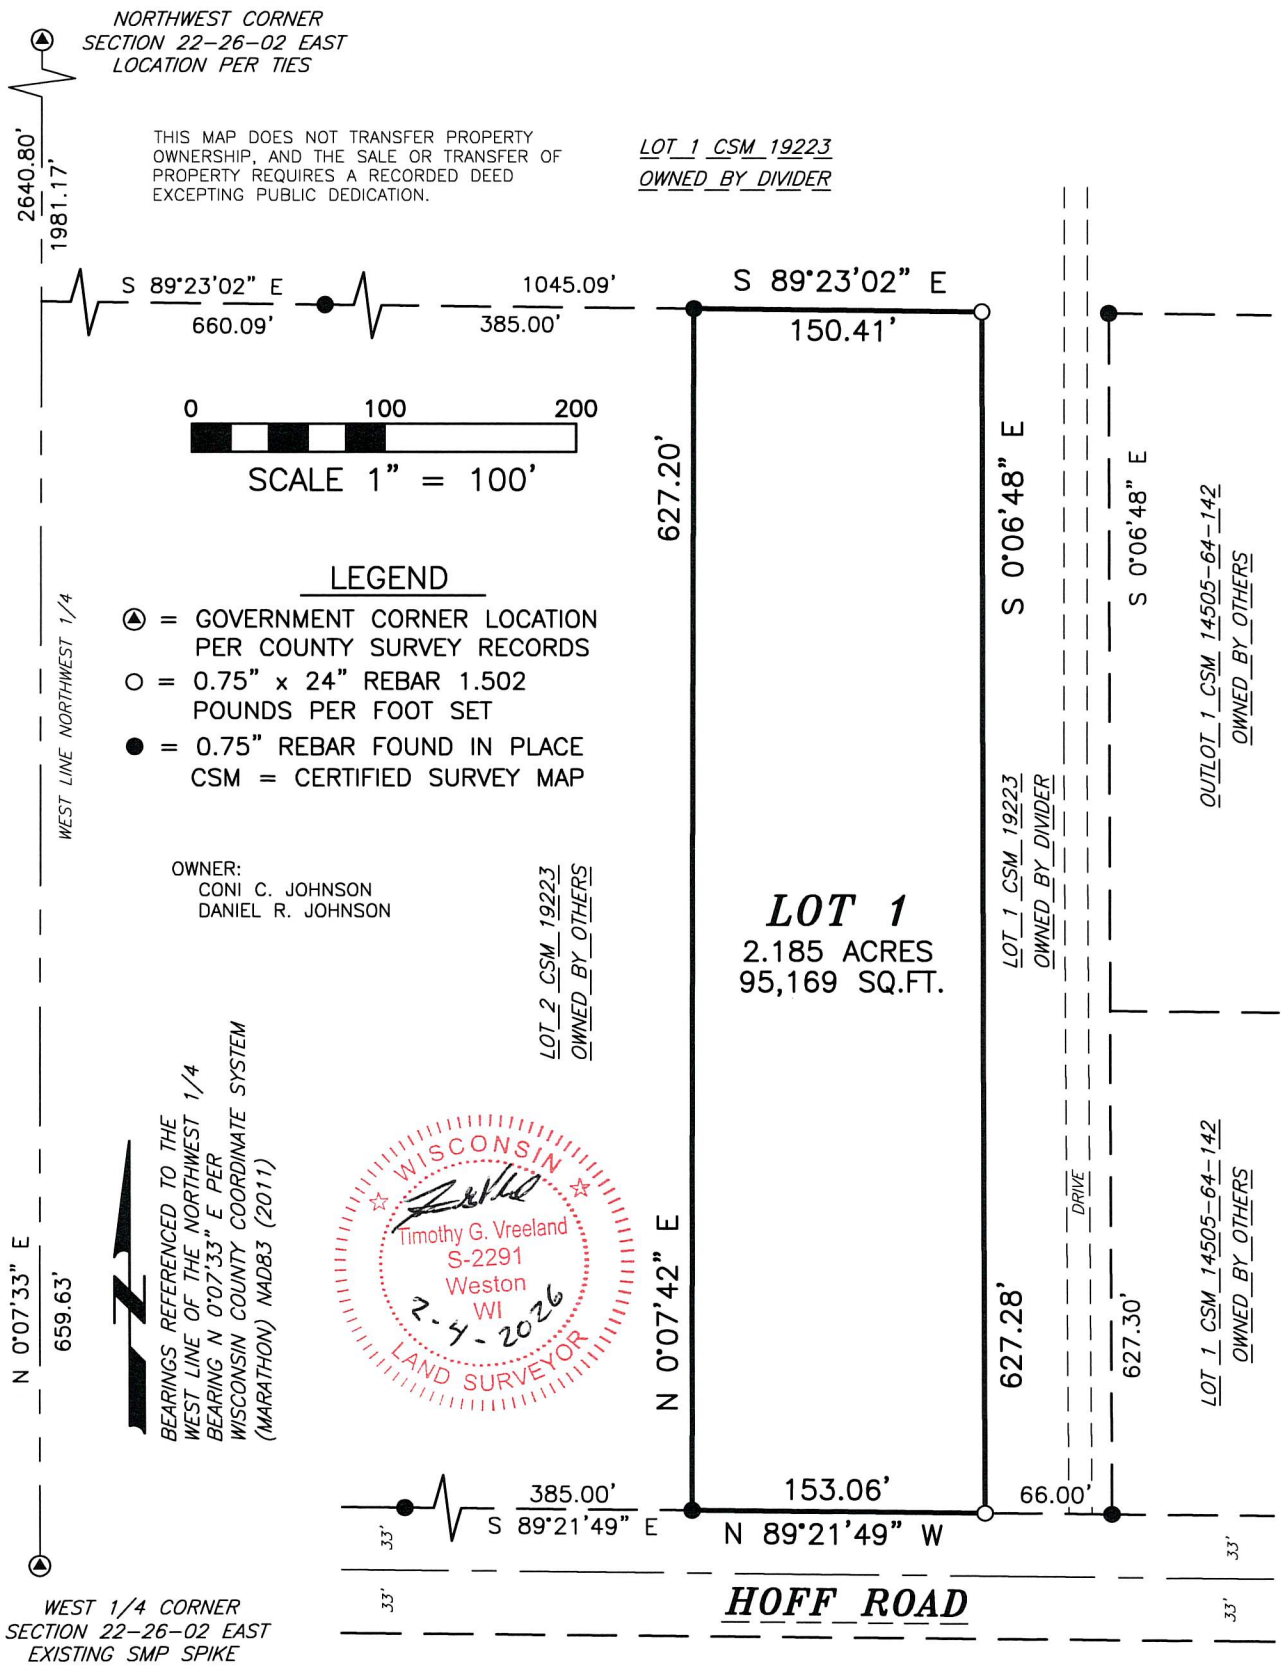 NORTHWEST CORNER
SECTION 22-26-02 EAST
LOCATION PER TIES
2640.80'
1981.17'
THIS MAP DOES NOT TRANSFER PROPERTY
OWNERSHIP, AND THE SALE OR TRANSFER OF
PROPERTY REQUIRES A RECORDED DEED
EXCEPTING PUBLIC DEDICATION.
LOT 1 CSM 19223
OWNED BY DIVIDER
S 89°23'02" E
660.09'
1045.09'
385.00'
S 89°23'02" E
150.41'
0 100 200
SCALE 1" = 100'
627.20'
S 0°06'48" E
S 0°06'48" E
OUTLOT 1 CSM 14505-64-142
OWNED BY OTHERS
LEGEND
= GOVERNMENT CORNER LOCATION
PER COUNTY SURVEY RECORDS
= 0.75" x 24" REBAR 1.502
POUNDS PER FOOT SET
= 0.75" REBAR FOUND IN PLACE
CSM = CERTIFIED SURVEY MAP
WEST LINE NORTHWEST 1/4
OWNER:
CONI C. JOHNSON
DANIEL R. JOHNSON
LOT 2 CSM 19223
OWNED BY OTHERS
LOT 1
2.185 ACRES
95,169 SQ.FT.
LOT 1 CSM 19223
OWNED BY DIVIDER
BEARINGS REFERENCED TO THE
WEST LINE OF THE NORTHWEST 1/4
BEARING N 0°07'33" E PER
WISCONSIN COUNTY COORDINATE SYSTEM
(MARATHON) NAD83 (2011)
N
WISCONSIN
Timothy G. Vreeland
S-2291
Weston
WI
2-4-2026
LAND SURVEYOR
N 0°07'33" E
659.63'
N 0°07'42" E
627.28'
DRIVE
627.30'
LOT 1 CSM 14505-64-142
OWNED BY OTHERS
385.00'
S 89°21'49" E
153.06'
N 89°21'49" W
66.00'
33'
33'
33'
33'
HOFF ROAD
WEST 1/4 CORNER
SECTION 22-26-02 EAST
EXISTING SMP SPIKE